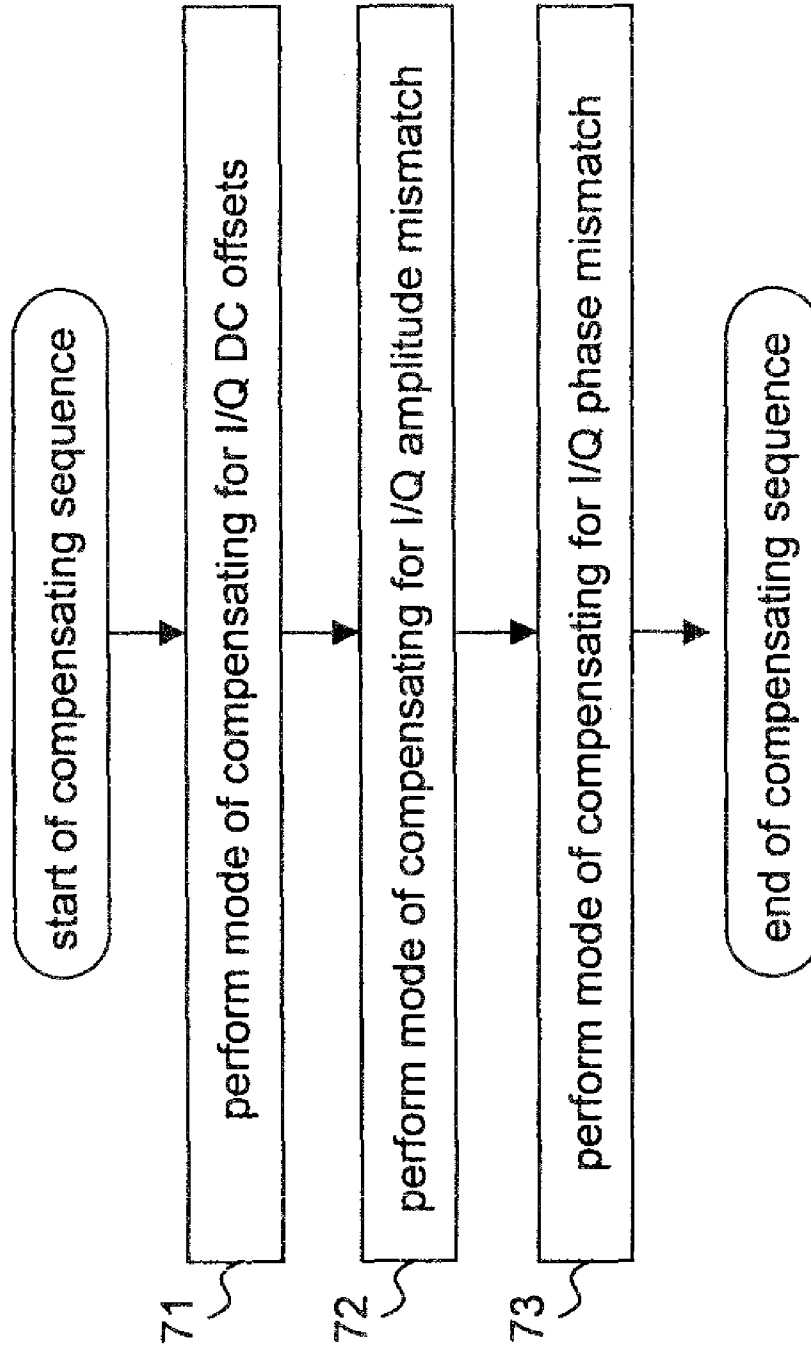 start of compensating sequence
71
perform mode of compensating for I/Q DC offsets
72
perform mode of compensating for I/Q amplitude mismatch
73
perform mode of compensating for I/Q phase mismatch
end of compensating sequence